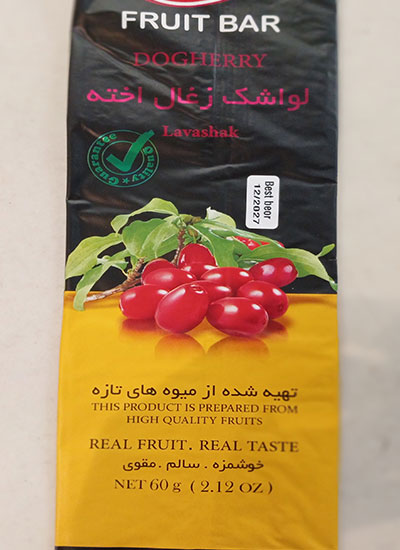 FRUIT BAR
DOGHERRY
لواشک زغال اخته
Lavashak
Guarantee
Quality
Best beor
12/2027
تهیه شده از میوه های تازه
THIS PRODUCT IS PREPARED FROM
HIGH QUALITY FRUITS
REAL FRUIT. REAL TASTE
خوشمزه . سالم . مقوی
NET 60 g ( 2.12 OZ )